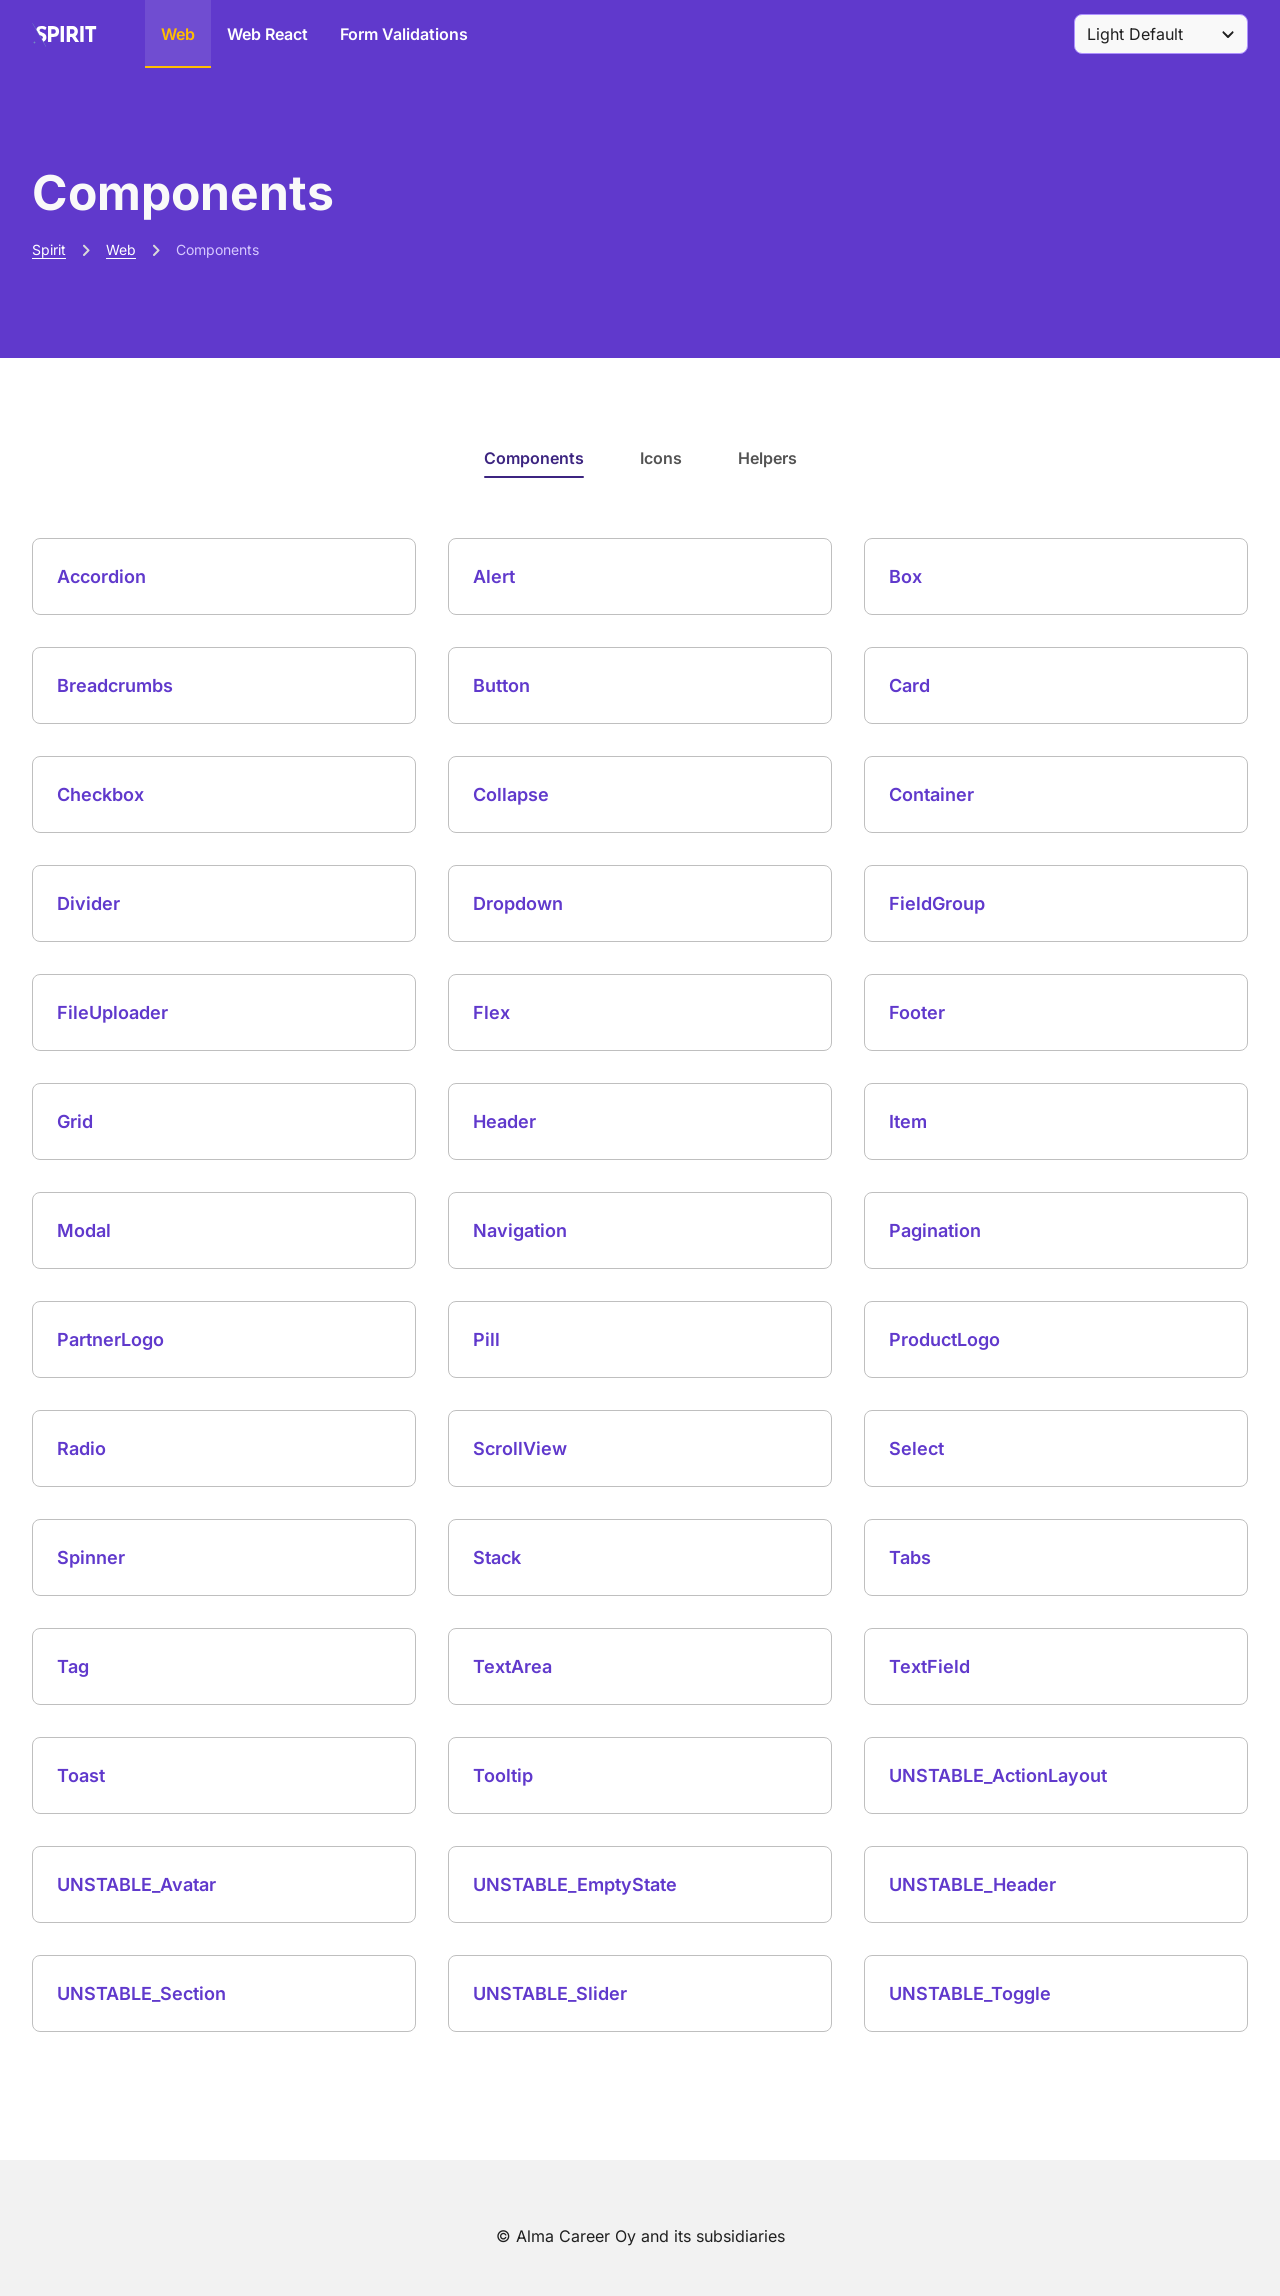 SPIRIT Web Web React Form Validations Light Default
Components
Spirit Web Components
Components Icons Helpers
Accordion Alert Box
Breadcrumbs Button Card
Checkbox Collapse Container
Divider Dropdown FieldGroup
FileUploader Flex Footer
Grid Header Item
Modal Navigation Pagination
PartnerLogo Pill ProductLogo
Radio ScrollView Select
Spinner Stack Tabs
Tag TextArea TextField
Toast Tooltip UNSTABLE_ActionLayout
UNSTABLE_Avatar UNSTABLE_EmptyState UNSTABLE_Header
UNSTABLE_Section UNSTABLE_Slider UNSTABLE_Toggle
© Alma Career Oy and its subsidiaries